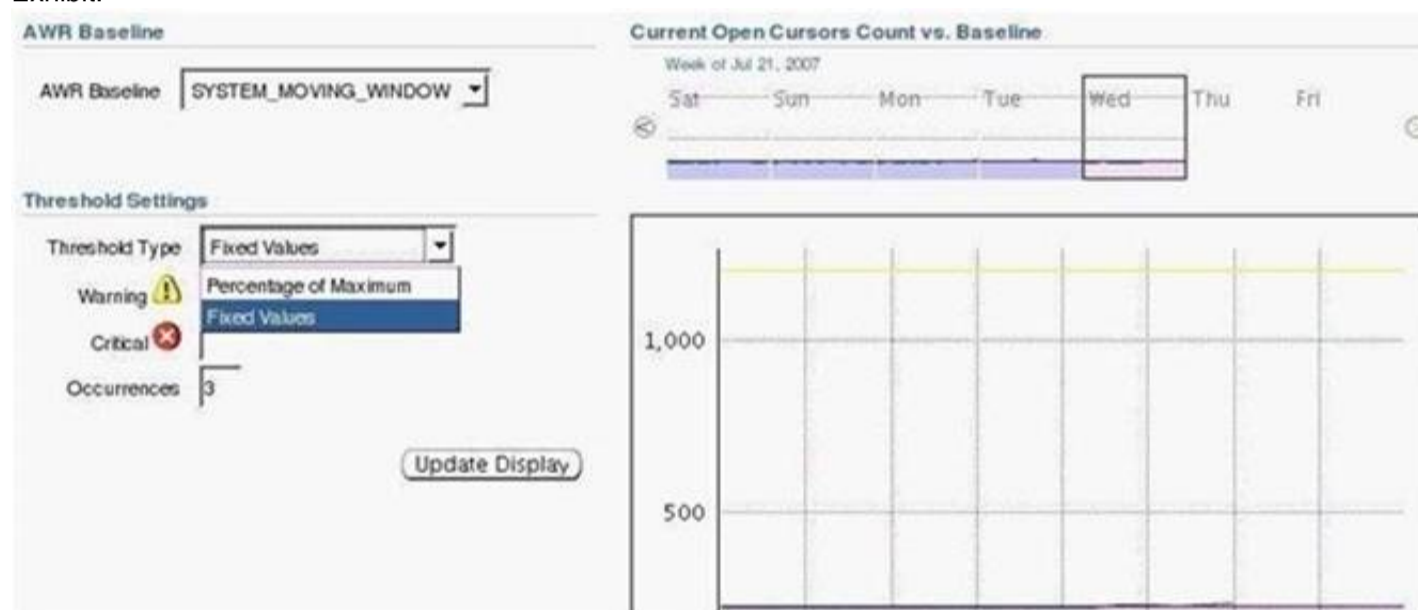 Exhibit:
AWR Baseline
AWR Baseline SYSTEM_MOVING_WINDOW
Threshold Settings
Threshold Type Fixed Values
Percentage of Maximum
Fixed Values
Warning
Critical
Occurrences 3
Update Display
Current Open Cursors Count vs. Baseline
Week of Jul 21, 2007
Sat Sun Mon Tue Wed Thu Fri
1,000
500